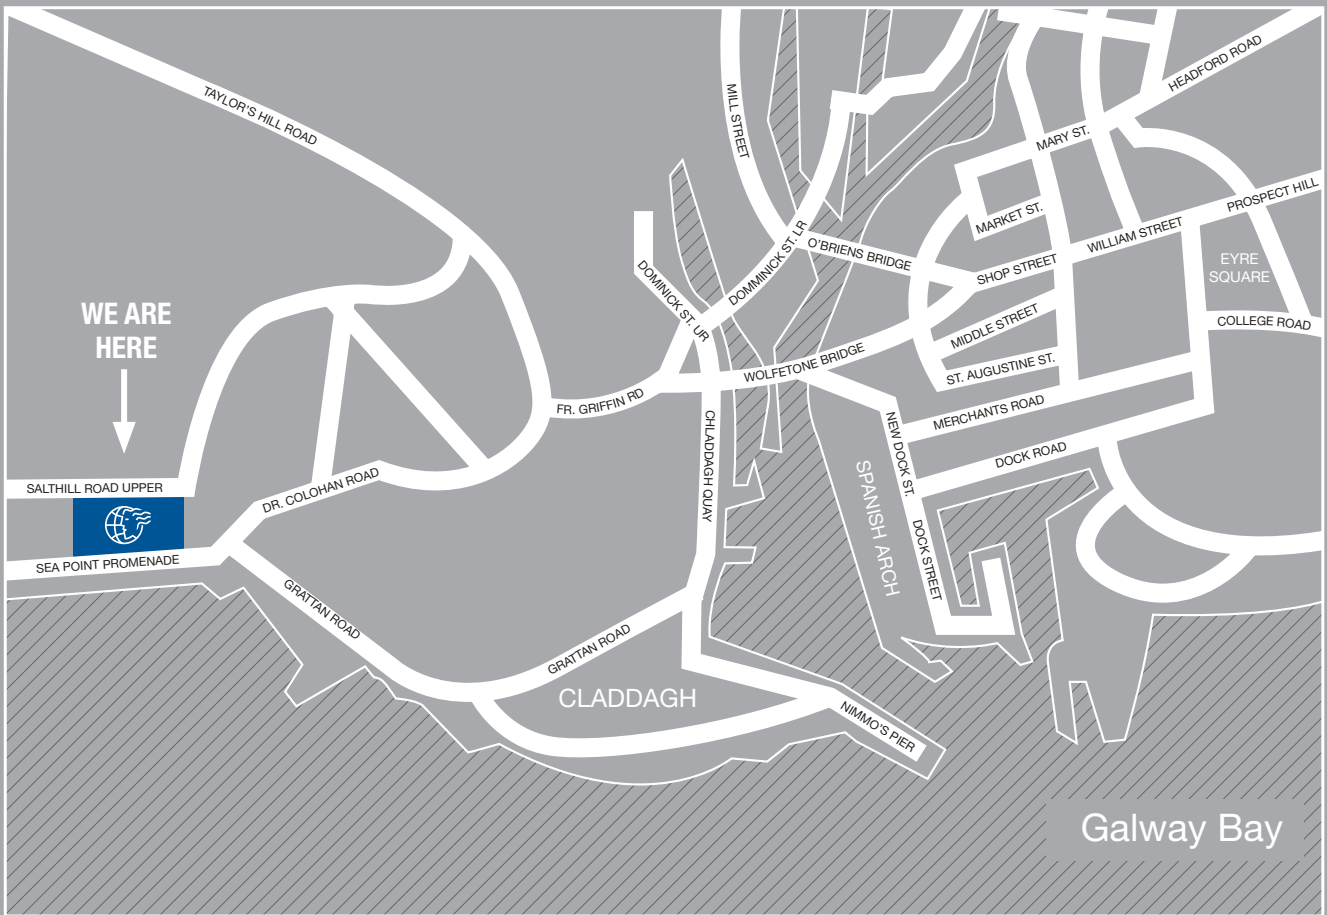 TAYLOR'S HILL ROAD
MILL STREET
HEADFORD ROAD
MARY ST.
MARKET ST.
PROSPECT HILL
WILLIAM STREET
O'BRIENS BRIDGE
SHOP STREET
EYRE
SQUARE
DOMMINICK ST. LR
DOMINICK ST. UR
WE ARE
HERE
MIDDLE STREET
COLLEGE ROAD
WOLFETONE BRIDGE
ST. AUGUSTINE ST.
FR. GRIFFIN RD
MERCHANTS ROAD
CHLADDAGH QUAY
NEW DOCK ST.
DOCK ROAD
SPANISH ARCH
SALTHILL ROAD UPPER
DR. COLOHAN ROAD
DOCK STREET
SEA POINT PROMENADE
GRATTAN ROAD
GRATTAN ROAD
CLADDAGH
NIMMO'S PIER
Galway Bay